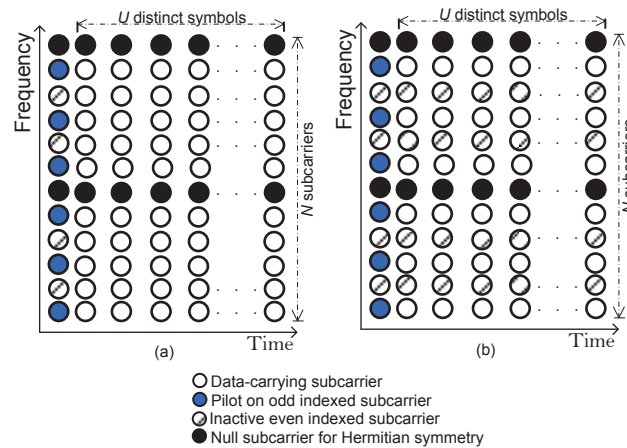 U distinct symbols
Frequency
N subcarriers
Time
(a)
U distinct symbols
Frequency
N subcarriers
Time
(b)
Data-carrying subcarrier
Pilot on odd indexed subcarrier
Inactive even indexed subcarrier
Null subcarrier for Hermitian symmetry